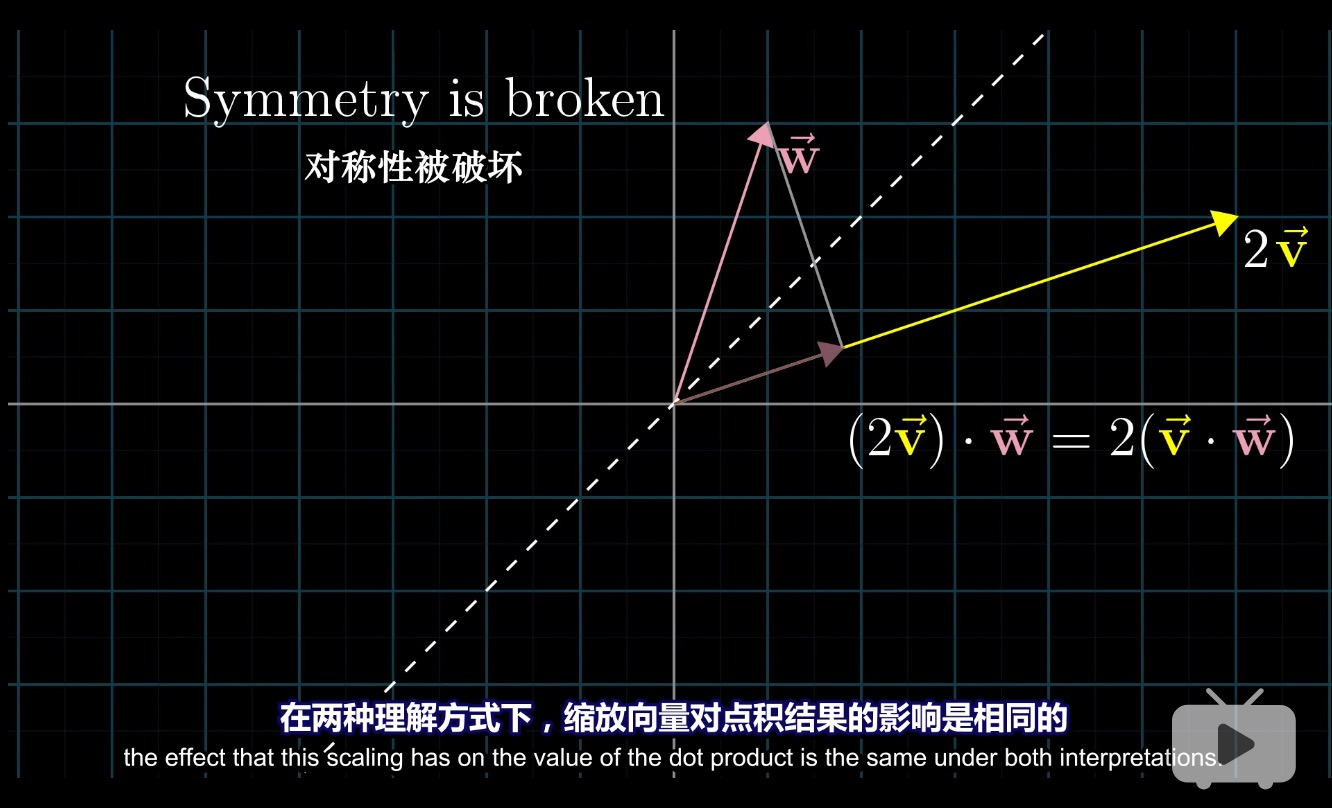 Symmetry is broken
对称性被破坏
$\vec{\mathbf{w}}$
$2\vec{\mathbf{v}}$
$(2\vec{\mathbf{v}}) \cdot \vec{\mathbf{w}} = 2(\vec{\mathbf{v}} \cdot \vec{\mathbf{w}})$
在两种理解方式下，缩放向量对点积结果的影响是相同的
the effect that this scaling has on the value of the dot product is the same under both interpretations.